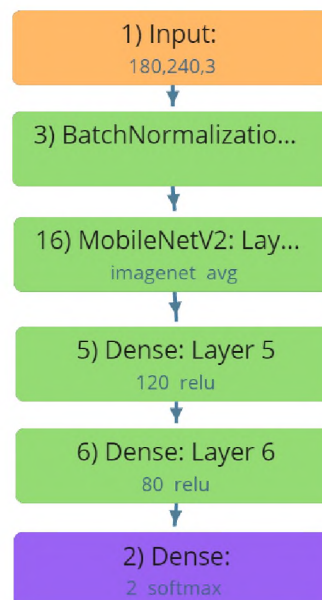 1) Input:
180,240,3
3) BatchNormalizatio...
16) MobileNetV2: Lay...
imagenet avg
5) Dense: Layer 5
120 relu
6) Dense: Layer 6
80 relu
2) Dense:
2 softmax